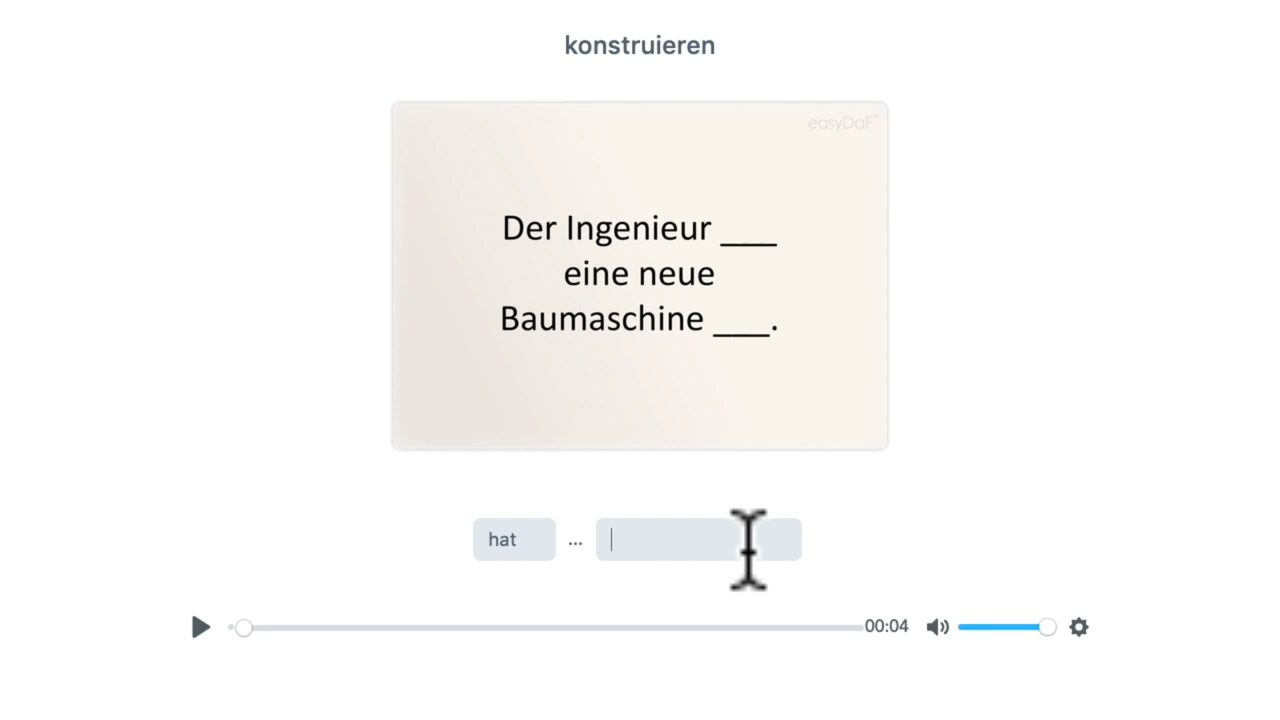 konstruieren
easyDaF®
Der Ingenieur ___
eine neue
Baumaschine ___.
hat ...
00:04